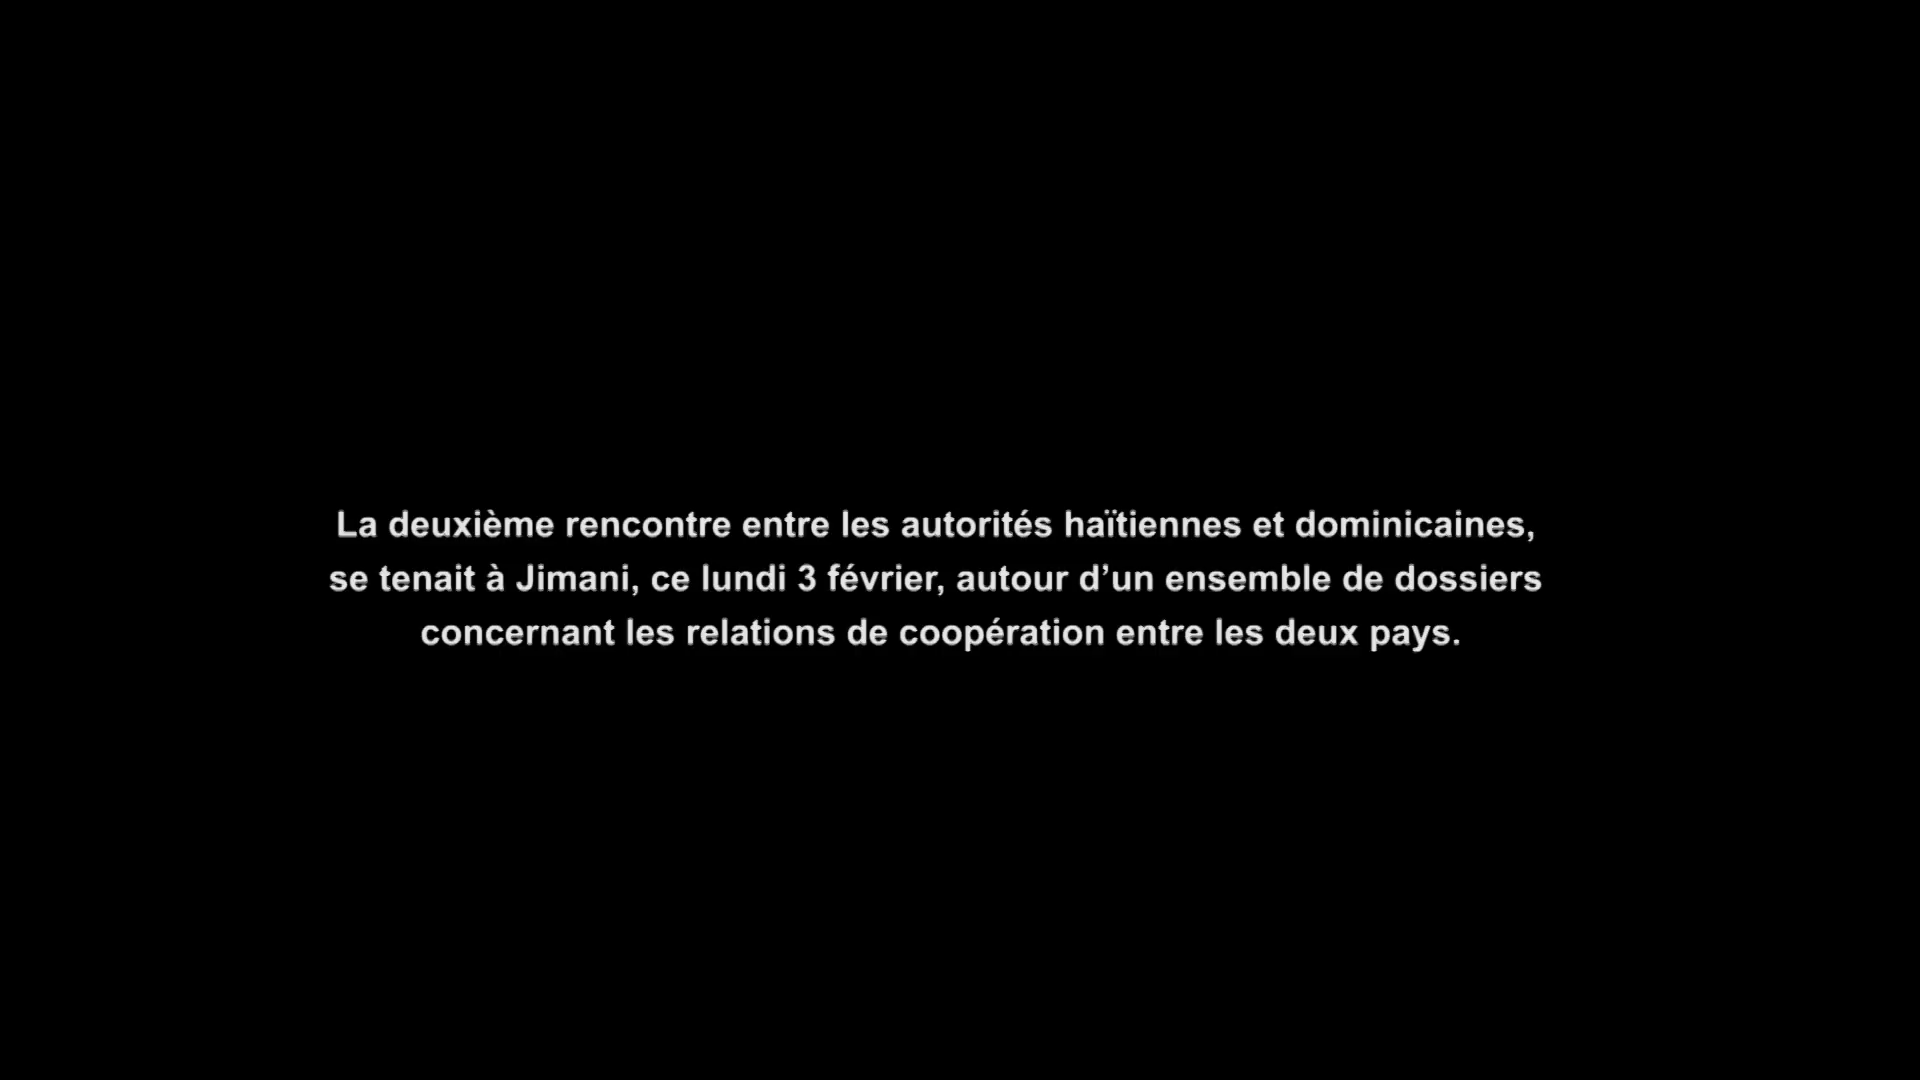 La deuxième rencontre entre les autorités haïtiennes et dominicaines,
se tenait à Jimani, ce lundi 3 février, autour d’un ensemble de dossiers
concernant les relations de coopération entre les deux pays.